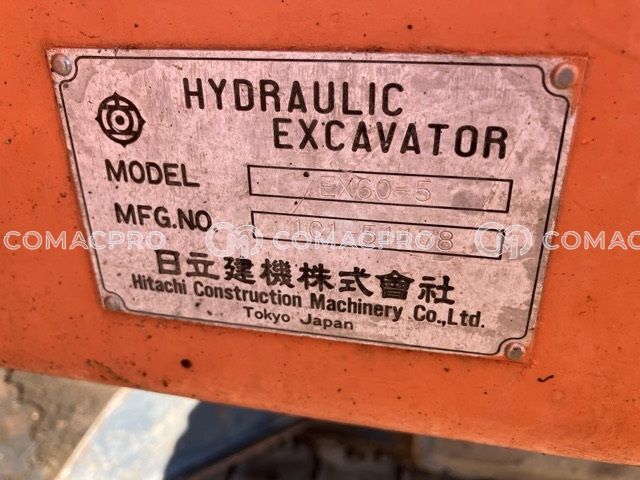 HYDRAULIC
EXCAVATOR
MODEL EX60-5
MFG.NO.
COMACPRO COMACPRO COMACPRO
日立建機株式會社
Hitachi Construction Machinery Co.,Ltd.
Tokyo Japan